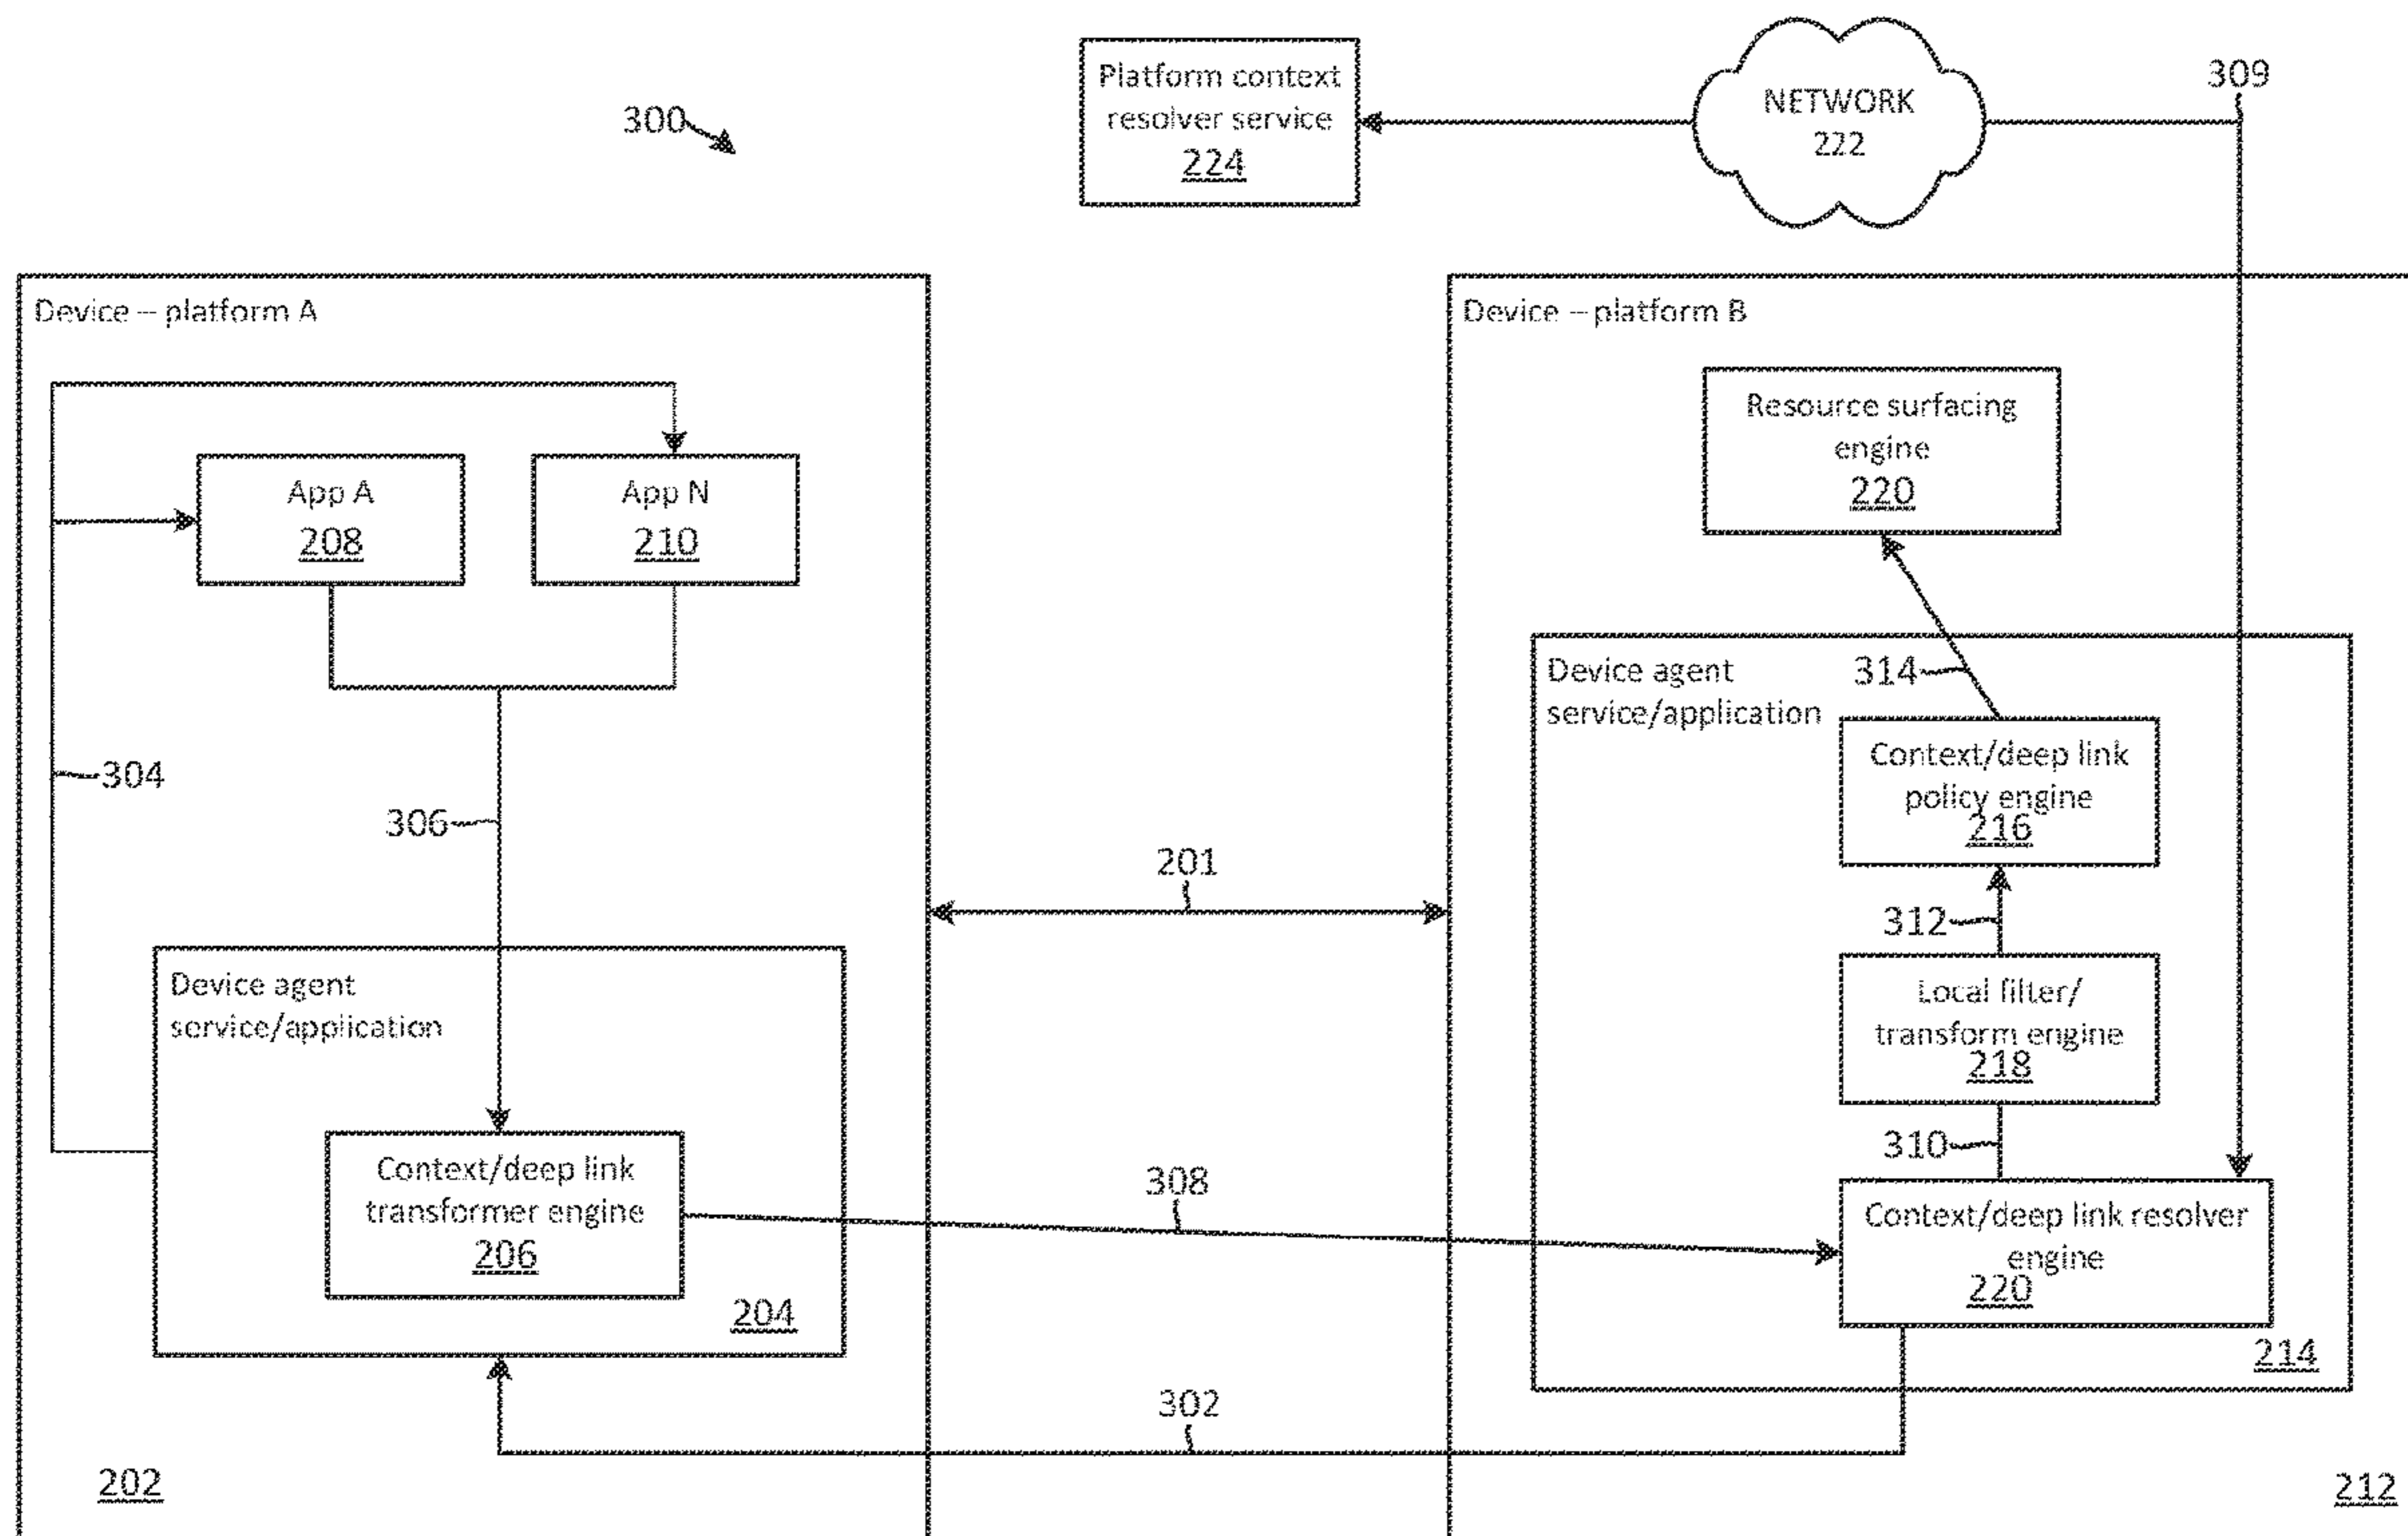 300
Platform context
resolver service
224
NETWORK
222
309
Device – platform A
App A
208
App N
210
304
306
Device agent
service/application
Context/deep link
transformer engine
206
204
202
201
308
302
Device – platform B
Resource surfacing
engine
220
314
Device agent
service/application
Context/deep link
policy engine
216
312
Local filter/
transform engine
218
310
Context/deep link resolver
engine
220
214
212